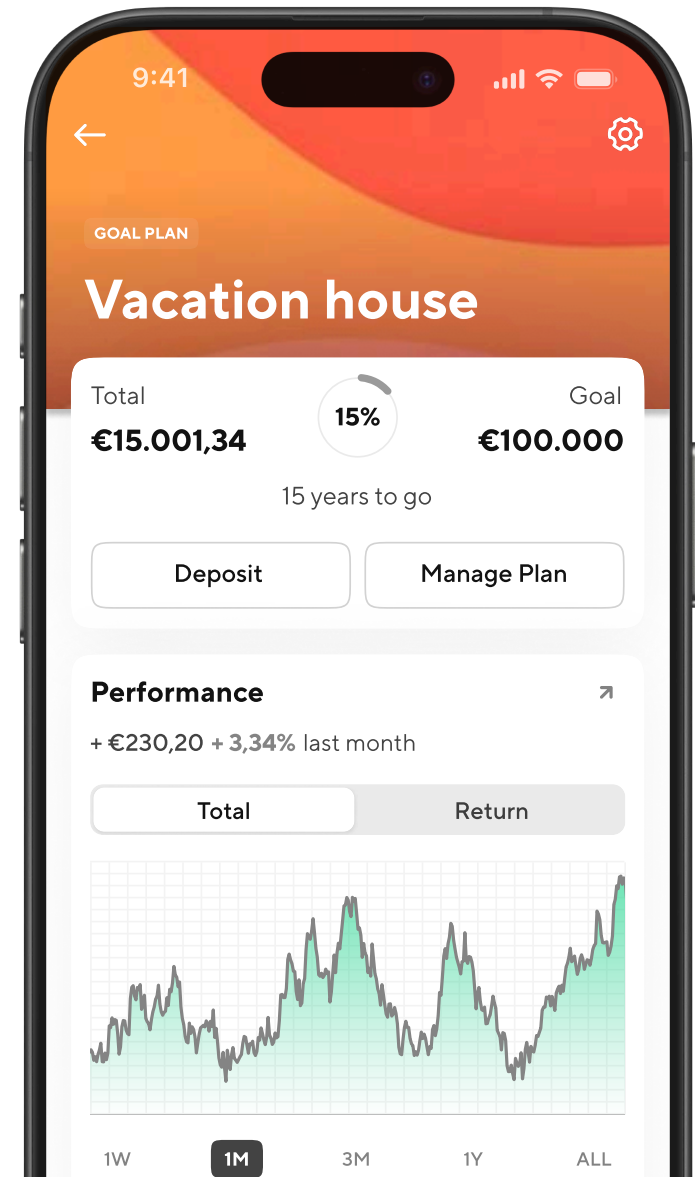 9:41
GOAL PLAN
Vacation house
Total
Goal
€15.001,34
15%
€100.000
15 years to go
Deposit
Manage Plan
Performance
+ €230,20 + 3,34% last month
Total
Return
1W
1M
3M
1Y
ALL